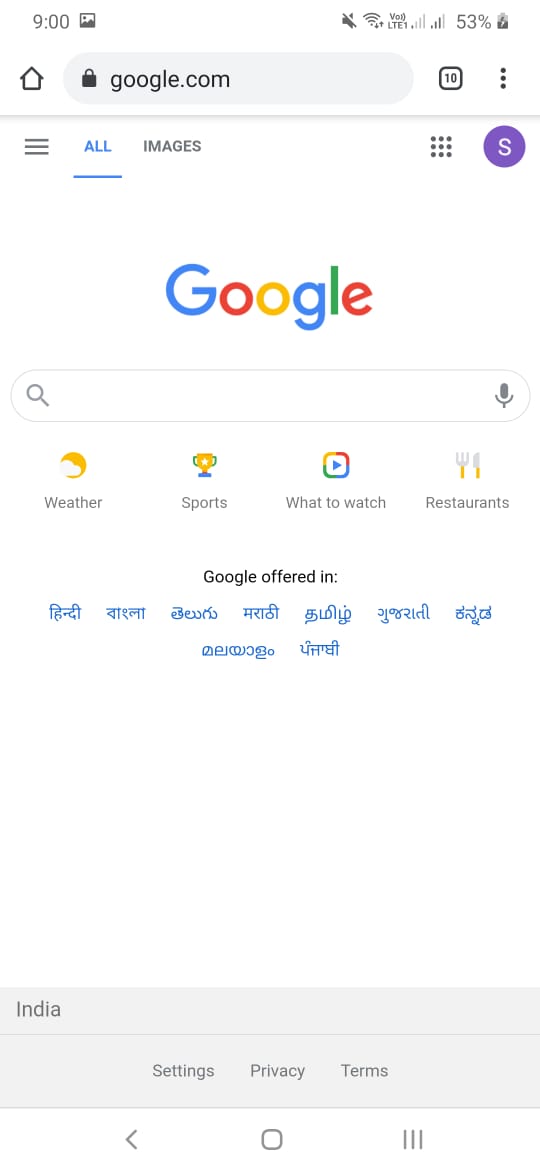 9:00 Vo)) LTE1 53%
google.com 10
ALL IMAGES S
Google
Weather Sports What to watch Restaurants
Google offered in:
हिन्दी বাংলা తెలుగు मराठी தமிழ் ગુજરાતી ಕನ್ನಡ
മലയാളം ਪੰਜਾਬੀ
India
Settings Privacy Terms